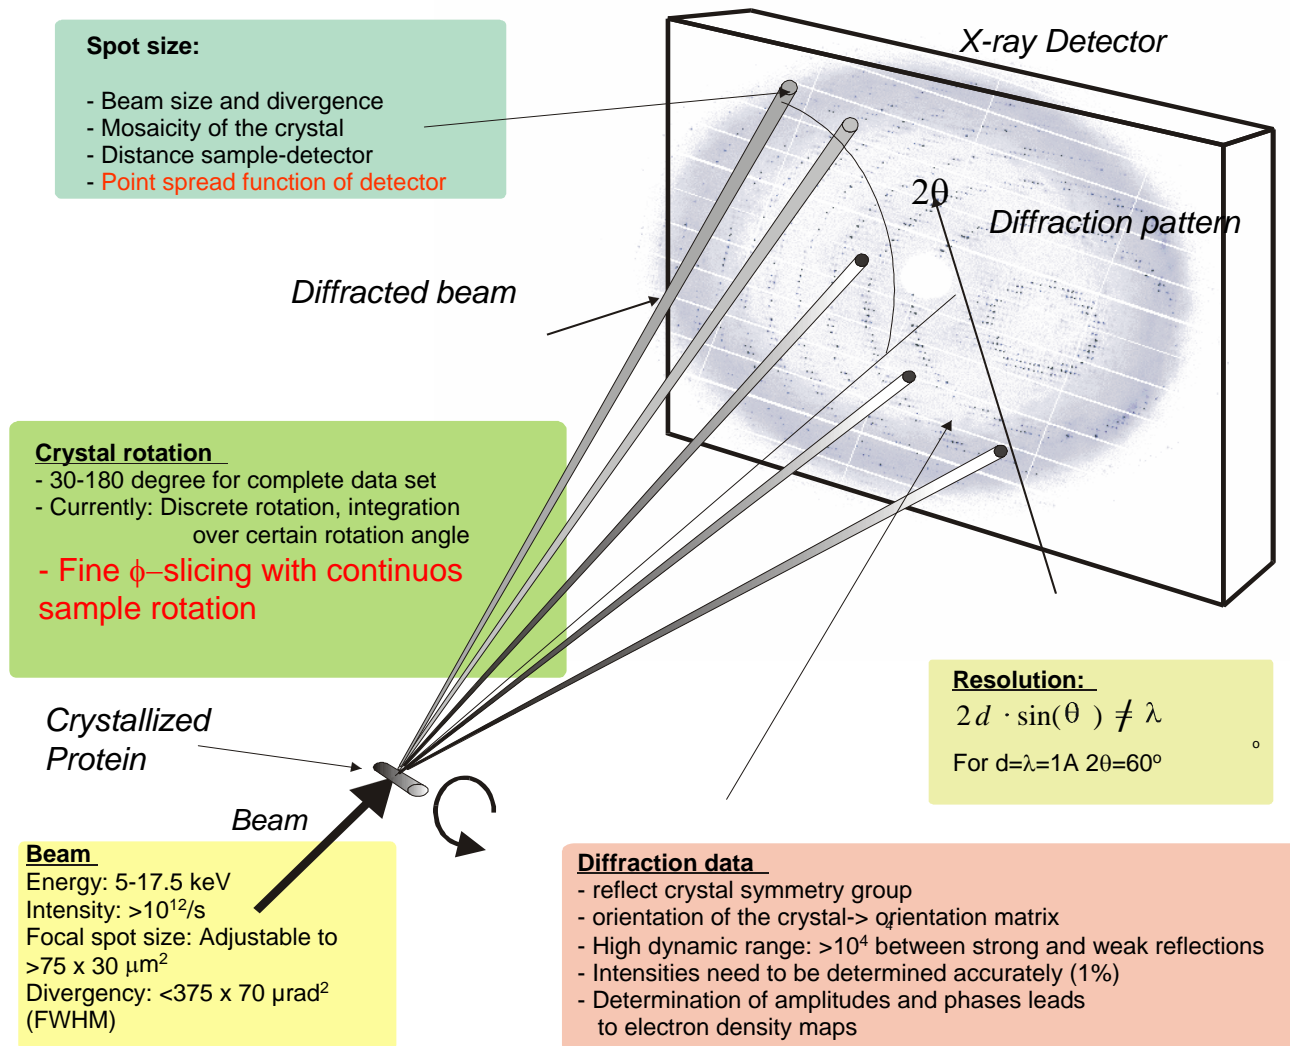 Spot size:
- Beam size and divergence
- Mosaicity of the crystal
- Distance sample-detector
- Point spread function of detector
X-ray Detector
2θ
Diffraction pattern
Diffracted beam
Crystal rotation
- 30-180 degree for complete data set
- Currently: Discrete rotation, integration
over certain rotation angle
- Fine ϕ–slicing with continuos
sample rotation
Crystallized
Protein
Beam
Resolution:
2d · sin(θ ) ≠ λ
o
For d=λ=1A 2θ=60º
Beam
Energy: 5-17.5 keV
Intensity: >10¹²/s
Focal spot size: Adjustable to
>75 x 30 μm²
Divergency: <375 x 70 µrad²
(FWHM)
Diffraction data
- reflect crystal symmetry group
- orientation of the crystal-> orientation matrix
4
- High dynamic range: >10⁴ between strong and weak reflections
- Intensities need to be determined accurately (1%)
- Determination of amplitudes and phases leads
to electron density maps